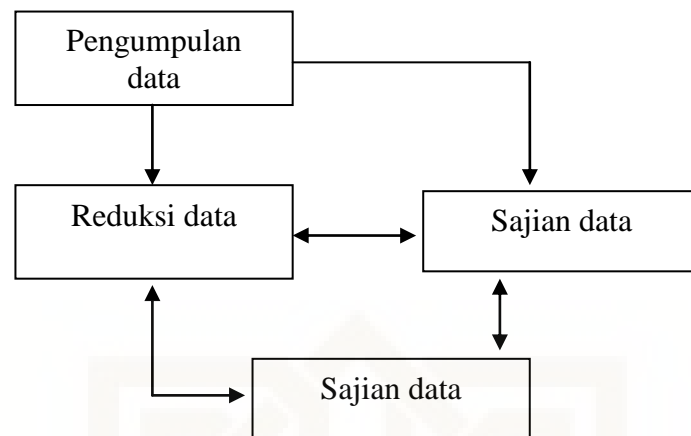 Pengumpulan
data
Reduksi data
Sajian data
Sajian data